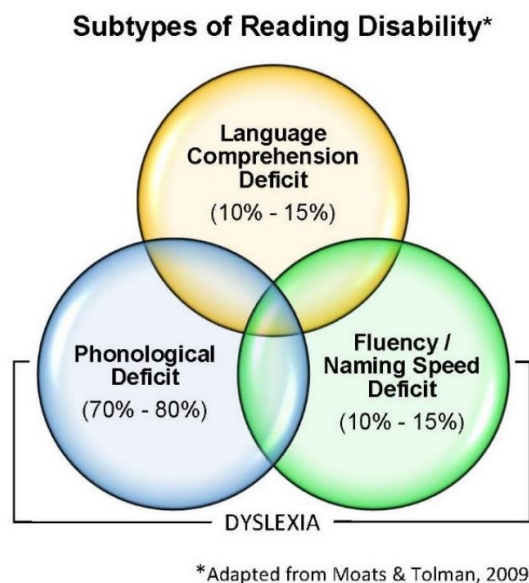 Subtypes of Reading Disability*
Language
Comprehension
Deficit
(10% - 15%)
Phonological
Deficit
(70% - 80%)
Fluency /
Naming Speed
Deficit
(10% - 15%)
DYSLEXIA
*Adapted from Moats & Tolman, 2009